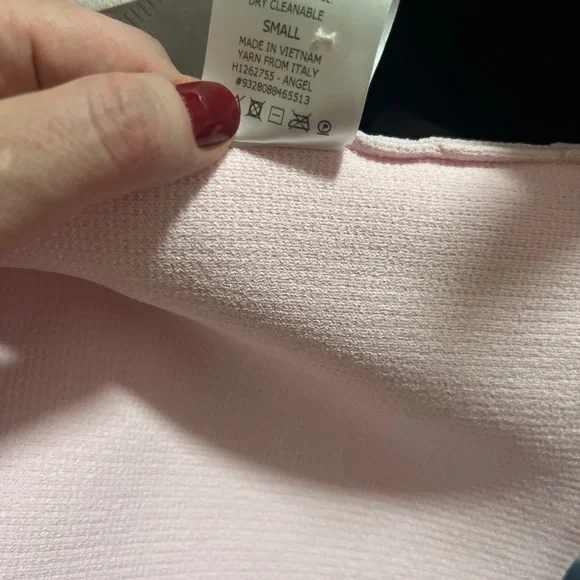 DRY CLEANABLE
SMALL
MADE IN VIETNAM
YARN FROM ITALY
H1262755 - ANGEL
#9328088465513
P